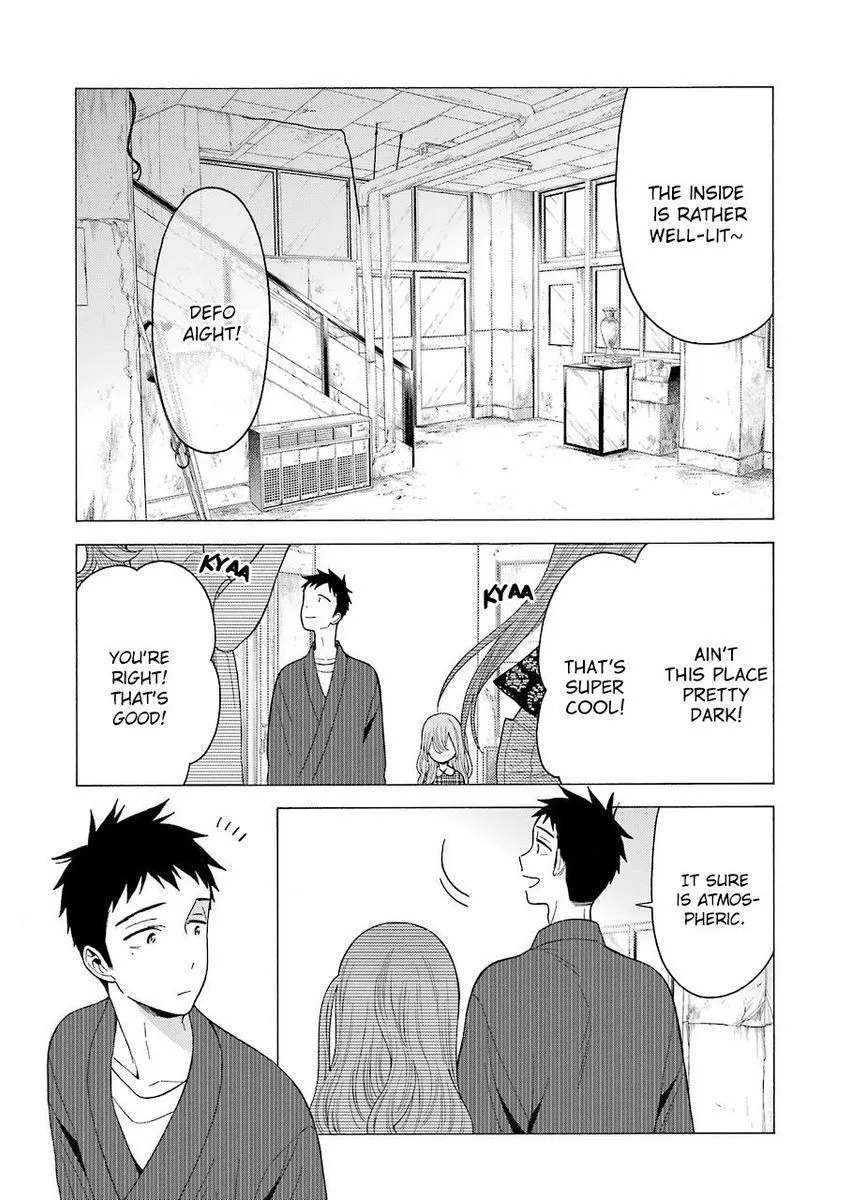 THE INSIDE
IS RATHER
WELL-LIT~
DEFO
AIGHT!
AIN'T
THIS PLACE
PRETTY
DARK!
THAT'S
SUPER
COOL!
KYAA
KYAA
YOU'RE
RIGHT!
THAT'S
GOOD!
IT SURE
IS ATMOS-
PHERIC.